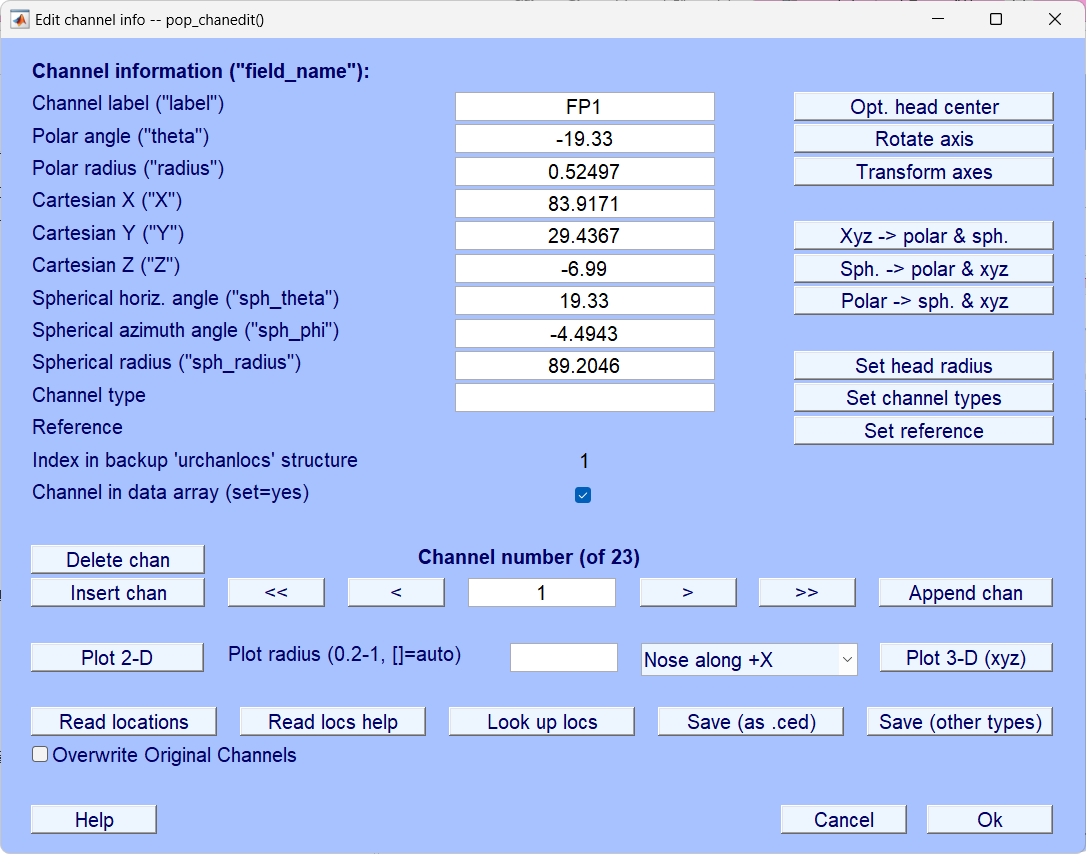 Edit channel info -- pop_chanedit()
Channel information ("field_name"):
Channel label ("label") FP1 Opt. head center
Polar angle ("theta") -19.33 Rotate axis
Polar radius ("radius") 0.52497 Transform axes
Cartesian X ("X") 83.9171
Cartesian Y ("Y") 29.4367 Xyz -> polar & sph.
Cartesian Z ("Z") -6.99 Sph. -> polar & xyz
Spherical horiz. angle ("sph_theta") 19.33 Polar -> sph. & xyz
Spherical azimuth angle ("sph_phi") -4.4943
Spherical radius ("sph_radius") 89.2046 Set head radius
Channel type Set channel types
Reference Set reference
Index in backup 'urchanlocs' structure 1
Channel in data array (set=yes)
Delete chan Channel number (of 23)
Insert chan << < 1 > >> Append chan
Plot 2-D Plot radius (0.2-1, []=auto) Nose along +X Plot 3-D (xyz)
Read locations Read locs help Look up locs Save (as .ced) Save (other types)
Overwrite Original Channels
Help Cancel Ok